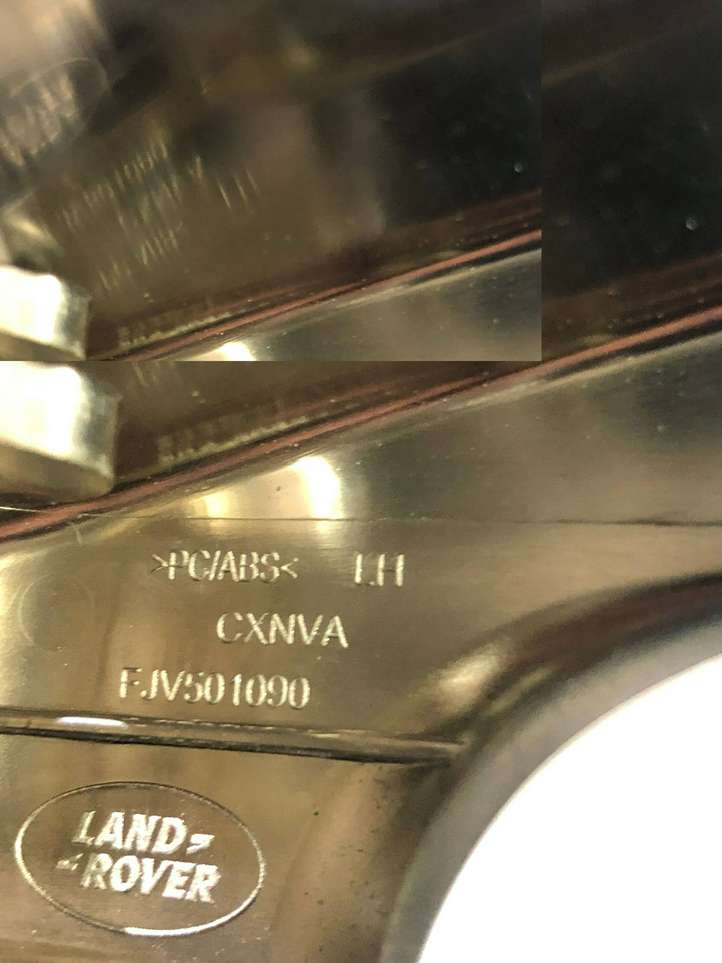 >PC/ABS< LH
CXNVA
FJV501090
LAND
ROVER